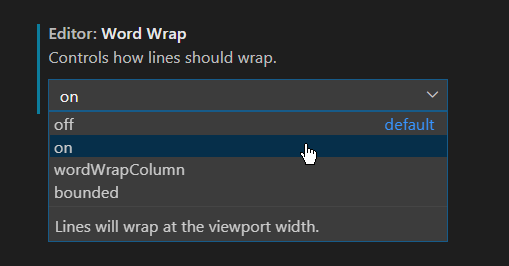 Editor: Word Wrap
Controls how lines should wrap.
on
off default
on
wordWrapColumn
bounded
Lines will wrap at the viewport width.